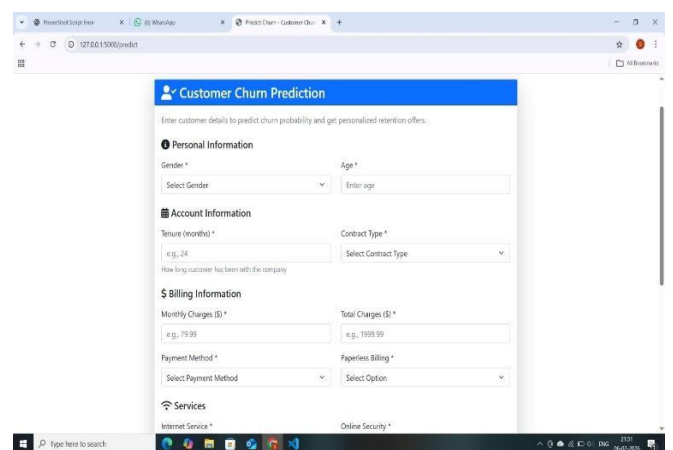 PowerShell Script Error
(6) WhatsApp
Predict Churn - Customer Chur
127.0.0.1:5000/predict
All Bookmarks
Customer Churn Prediction
Enter customer details to predict churn probability and get personalized retention offers.
Personal Information
Gender * Age *
Select Gender Enter age
Account Information
Tenure (months) * Contract Type *
e.g., 24 Select Contract Type
How long customer has been with the company
$ Billing Information
Monthly Charges ($) * Total Charges ($) *
e.g., 79.99 e.g., 1999.99
Payment Method * Paperless Billing *
Select Payment Method Select Option
Services
Internet Service * Online Security *
Type here to search
ENG
21:31